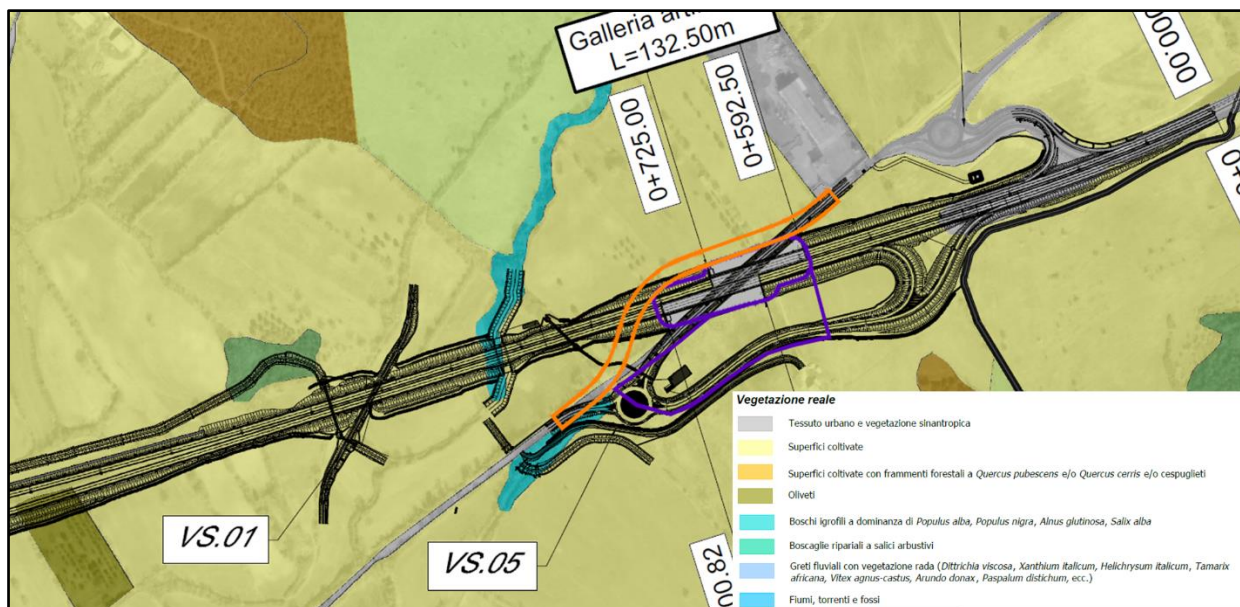 Galleria
L=132.50m
0+725.00
0+592.50
VS.01
VS.05
Vegetazione reale
Tessuto urbano e vegetazione sinantropica
Superfici coltivate
Superfici coltivate con frammenti forestali a Quercus pubescens e/o Quercus cerris e/o cespuglieti
Oliveti
Boschi igrofili a dominanza di Populus alba, Populus nigra, Alnus glutinosa, Salix alba
Boscaglie ripariali a salici arbustivi
Greti fluviali con vegetazione rada (Dittrichia viscosa, Xanthium italicum, Helichrysum italicum, Tamarix
africana, Vitex agnus-castus, Arundo donax, Paspalum distichum, ecc.)
Fiumi, torrenti e fossi